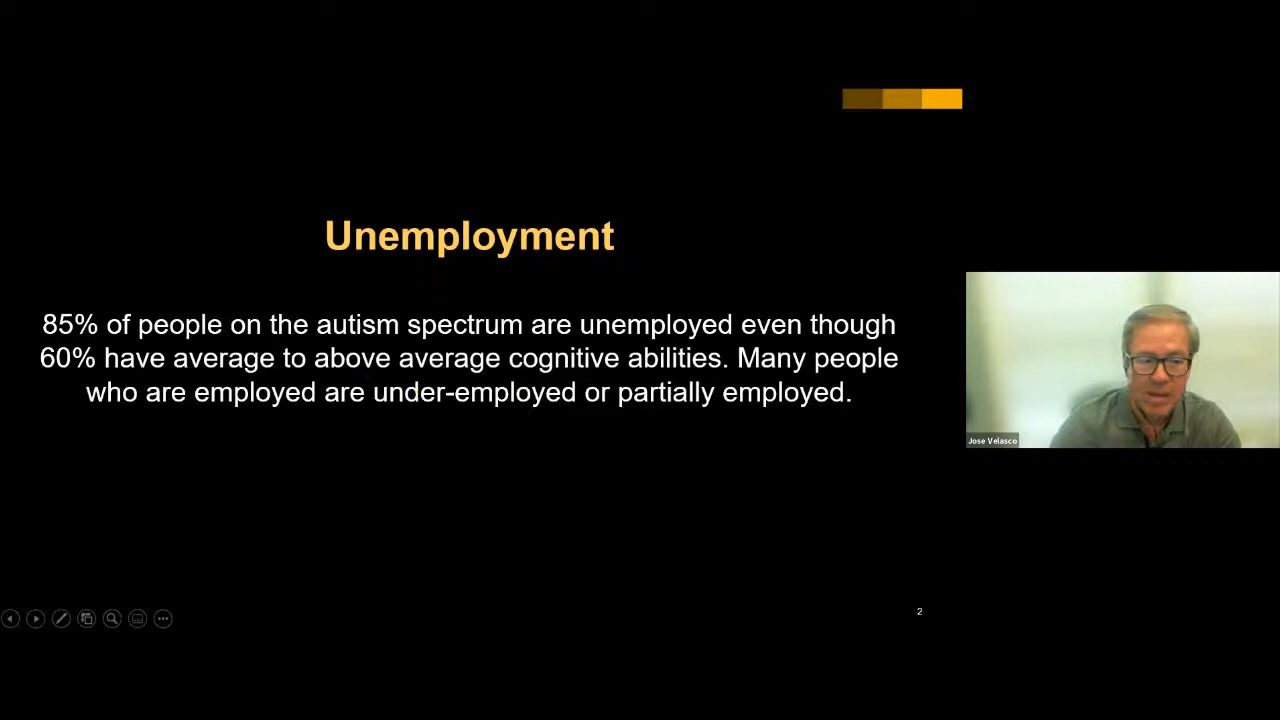 Unemployment
85% of people on the autism spectrum are unemployed even though
60% have average to above average cognitive abilities. Many people
who are employed are under-employed or partially employed.
Jose Velasco
2